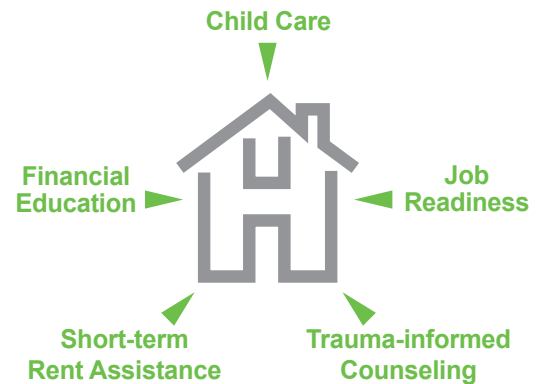 Child Care
Financial
Education
Job
Readiness
Short-term
Rent Assistance
Trauma-informed
Counseling